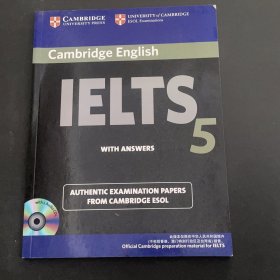 CAMBRIDGE
UNIVERSITY PRESS
UNIVERSITY of CAMBRIDGE
ESOL Examinations
Cambridge English
IELTS 5
WITH ANSWERS
AUTHENTIC EXAMINATION PAPERS
FROM CAMBRIDGE ESOL
Official Cambridge preparation material for IELTS